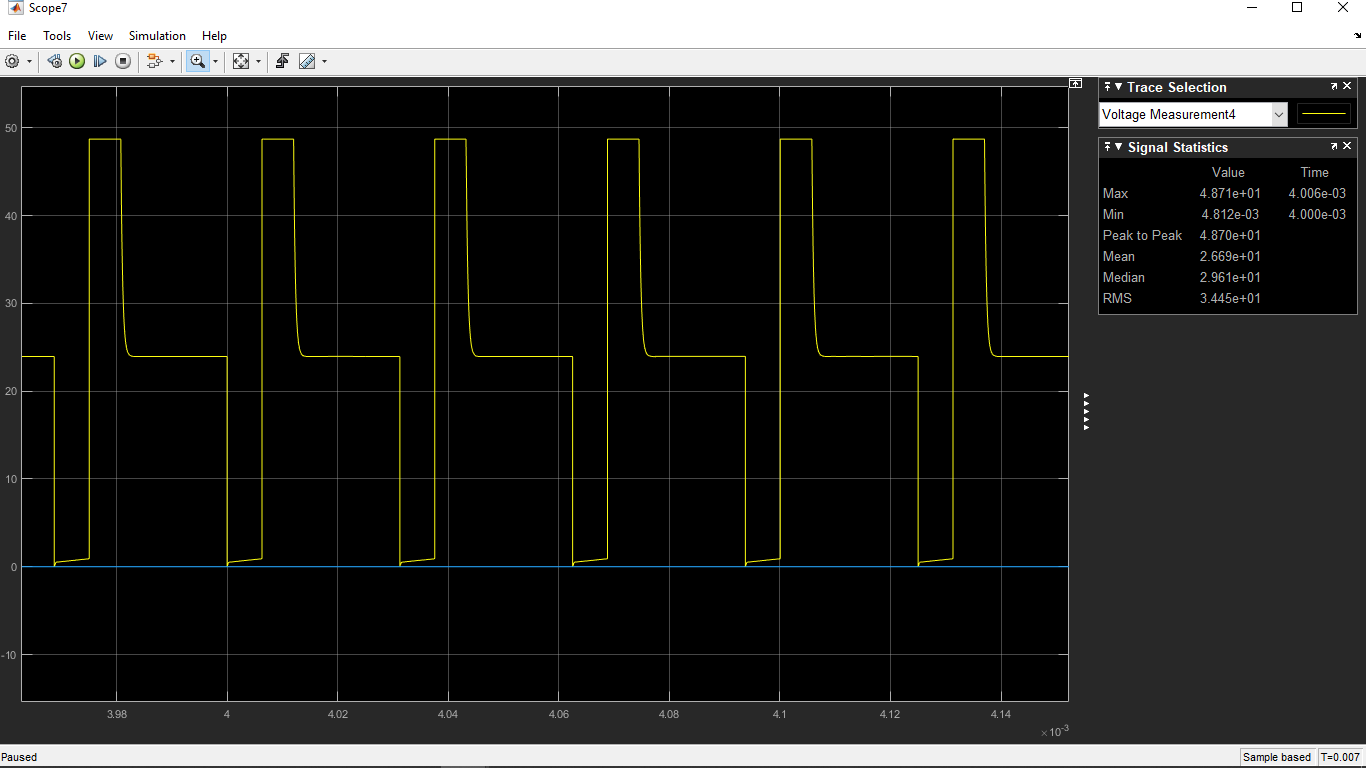 Scope7
File Tools View Simulation Help
Trace Selection
Voltage Measurement4
Signal Statistics
Value Time
Max 4.871e+01 4.006e-03
Min 4.812e-03 4.000e-03
Peak to Peak 4.870e+01
Mean 2.669e+01
Median 2.961e+01
RMS 3.445e+01
50
40
30
20
10
0
-10
3.98 4 4.02 4.04 4.06 4.08 4.1 4.12 4.14
×10-3
Paused
Sample based T=0.007